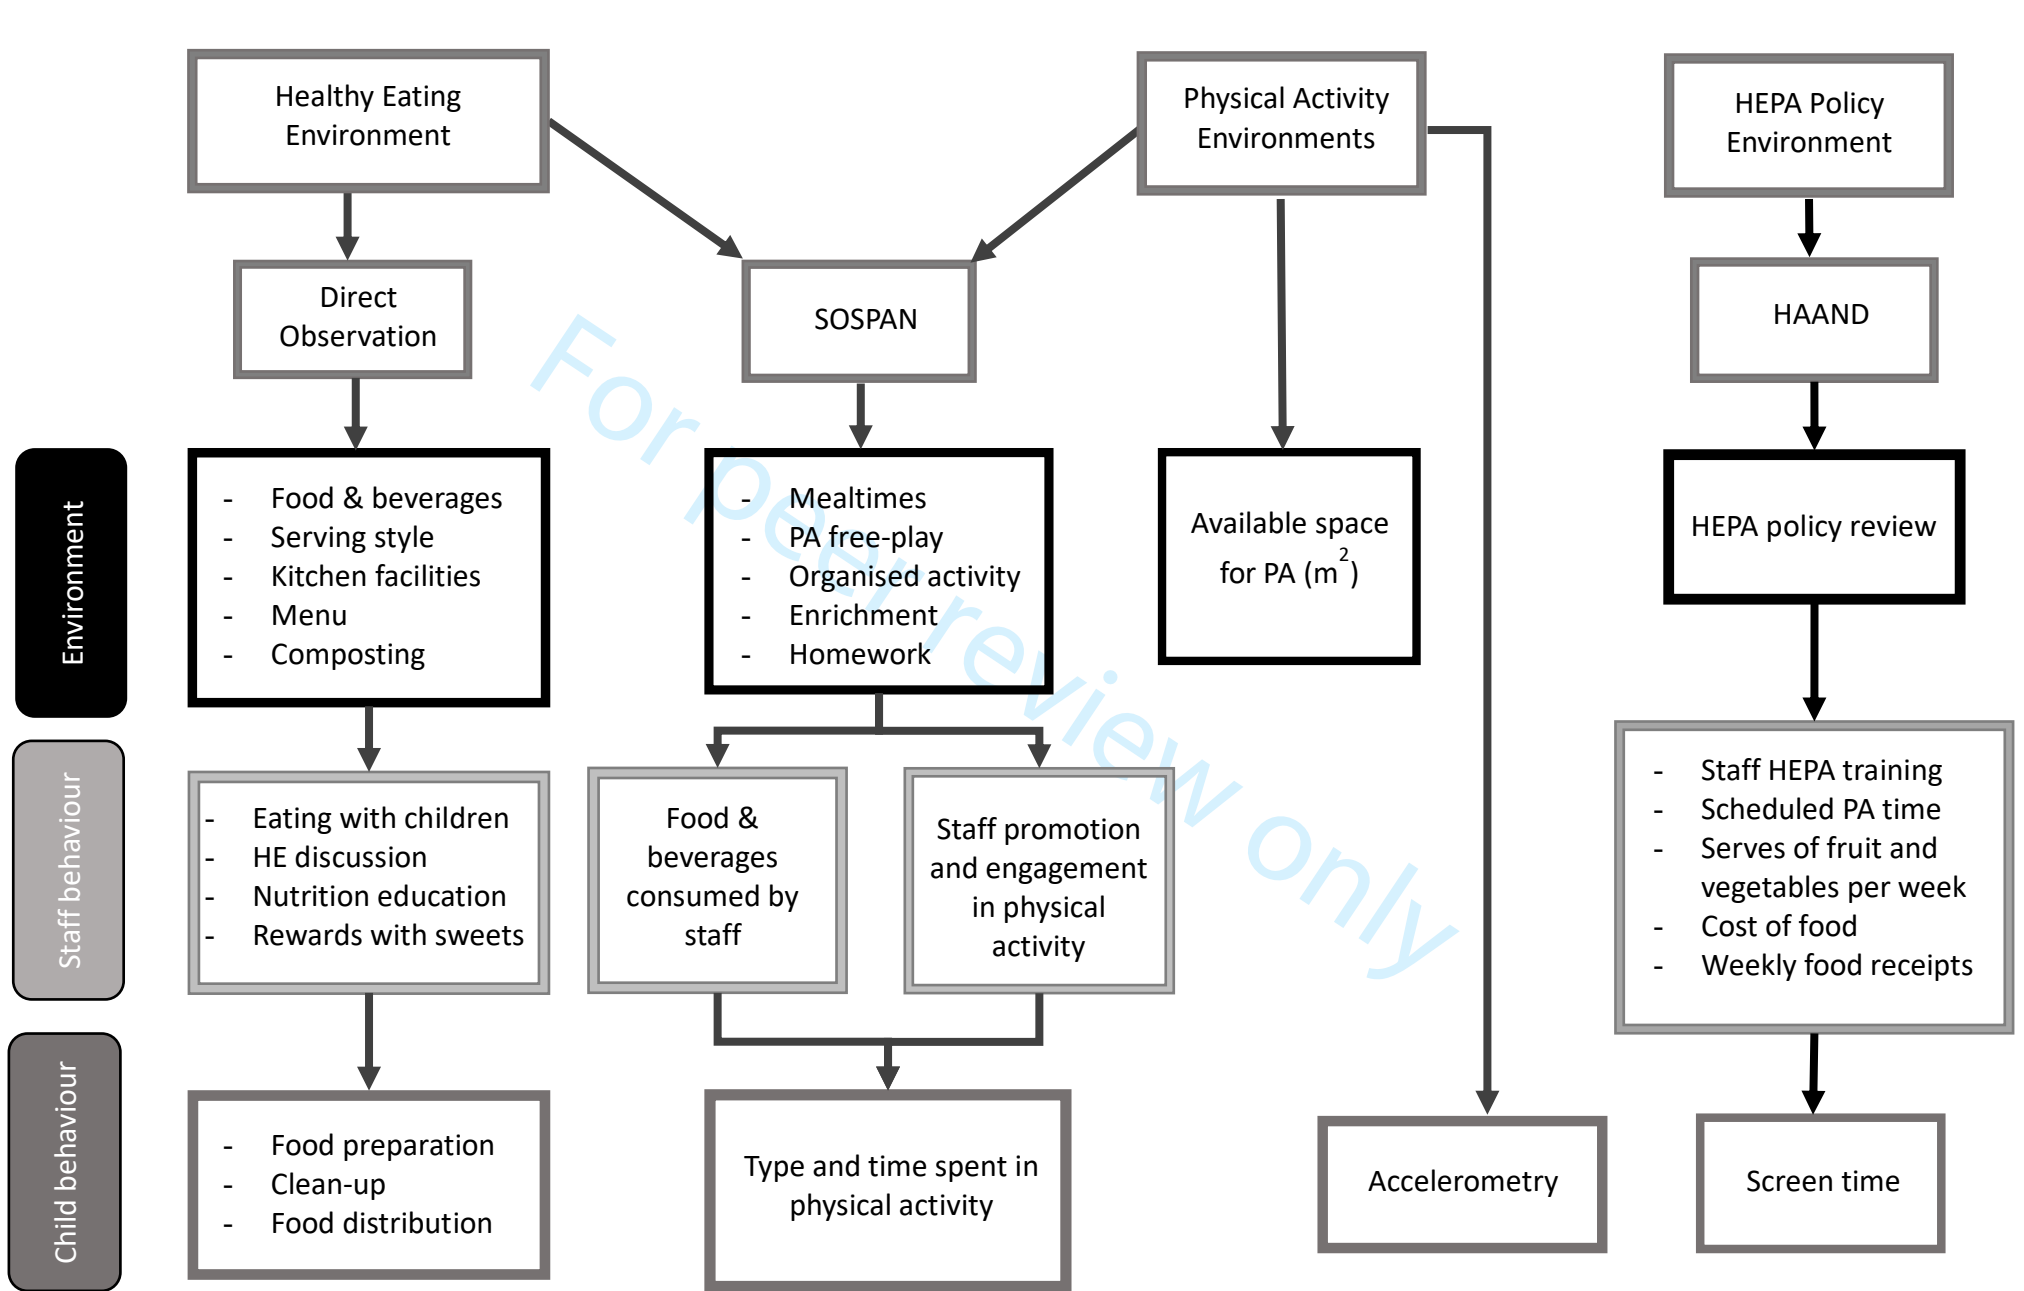 Healthy Eating
Environment
Physical Activity
Environments
HEPA Policy
Environment
Direct
Observation
SOSPAN
HAAND
Environment
- Food & beverages
- Serving style
- Kitchen facilities
- Menu
- Composting
- Mealtimes
- PA free-play
- Organised activity
- Enrichment
- Homework
Available space
for PA (m²)
HEPA policy review
Staff behaviour
- Eating with children
- HE discussion
- Nutrition education
- Rewards with sweets
Food &
beverages
consumed by
staff
Staff promotion
and engagement
in physical
activity
- Staff HEPA training
- Scheduled PA time
- Serves of fruit and
vegetables per week
- Cost of food
- Weekly food receipts
Child behaviour
- Food preparation
- Clean-up
- Food distribution
Type and time spent in
physical activity
Accelerometry
Screen time
For peer review only